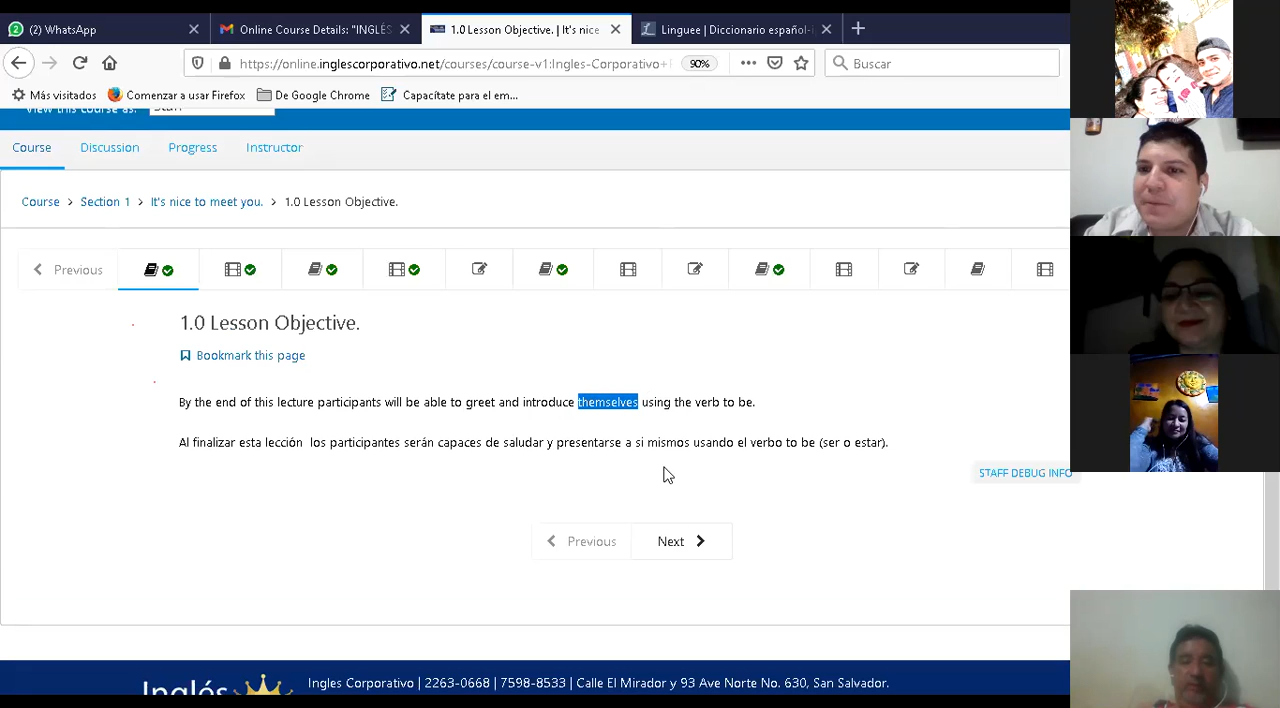 (2) WhatsApp
Online Course Details: "INGLÉS
1.0 Lesson Objective. | It's nice
Linguee | Diccionario español-i
https://online.inglescorporativo.net/courses/course-v1:Ingles-Corporativo+
90%
Buscar
Más visitados
Comenzar a usar Firefox
De Google Chrome
Capacítate para el em...
View this course as:
Staff
Course
Discussion
Progress
Instructor
Course > Section 1 > It's nice to meet you. > 1.0 Lesson Objective.
Previous
1.0 Lesson Objective.
Bookmark this page
By the end of this lecture participants will be able to greet and introduce themselves using the verb to be.
Al finalizar esta lección los participantes serán capaces de saludar y presentarse a si mismos usando el verbo to be (ser o estar).
STAFF DEBUG INFO
Previous
Next
Inglés
Ingles Corporativo | 2263-0668 | 7598-8533 | Calle El Mirador y 93 Ave Norte No. 630, San Salvador.